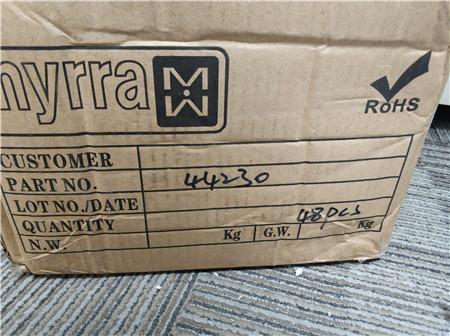 myrra
RoHS
CUSTOMER
PART NO. 44230
LOT NO./DATE
QUANTITY 48pcs
N.W. Kg G.W. Kg